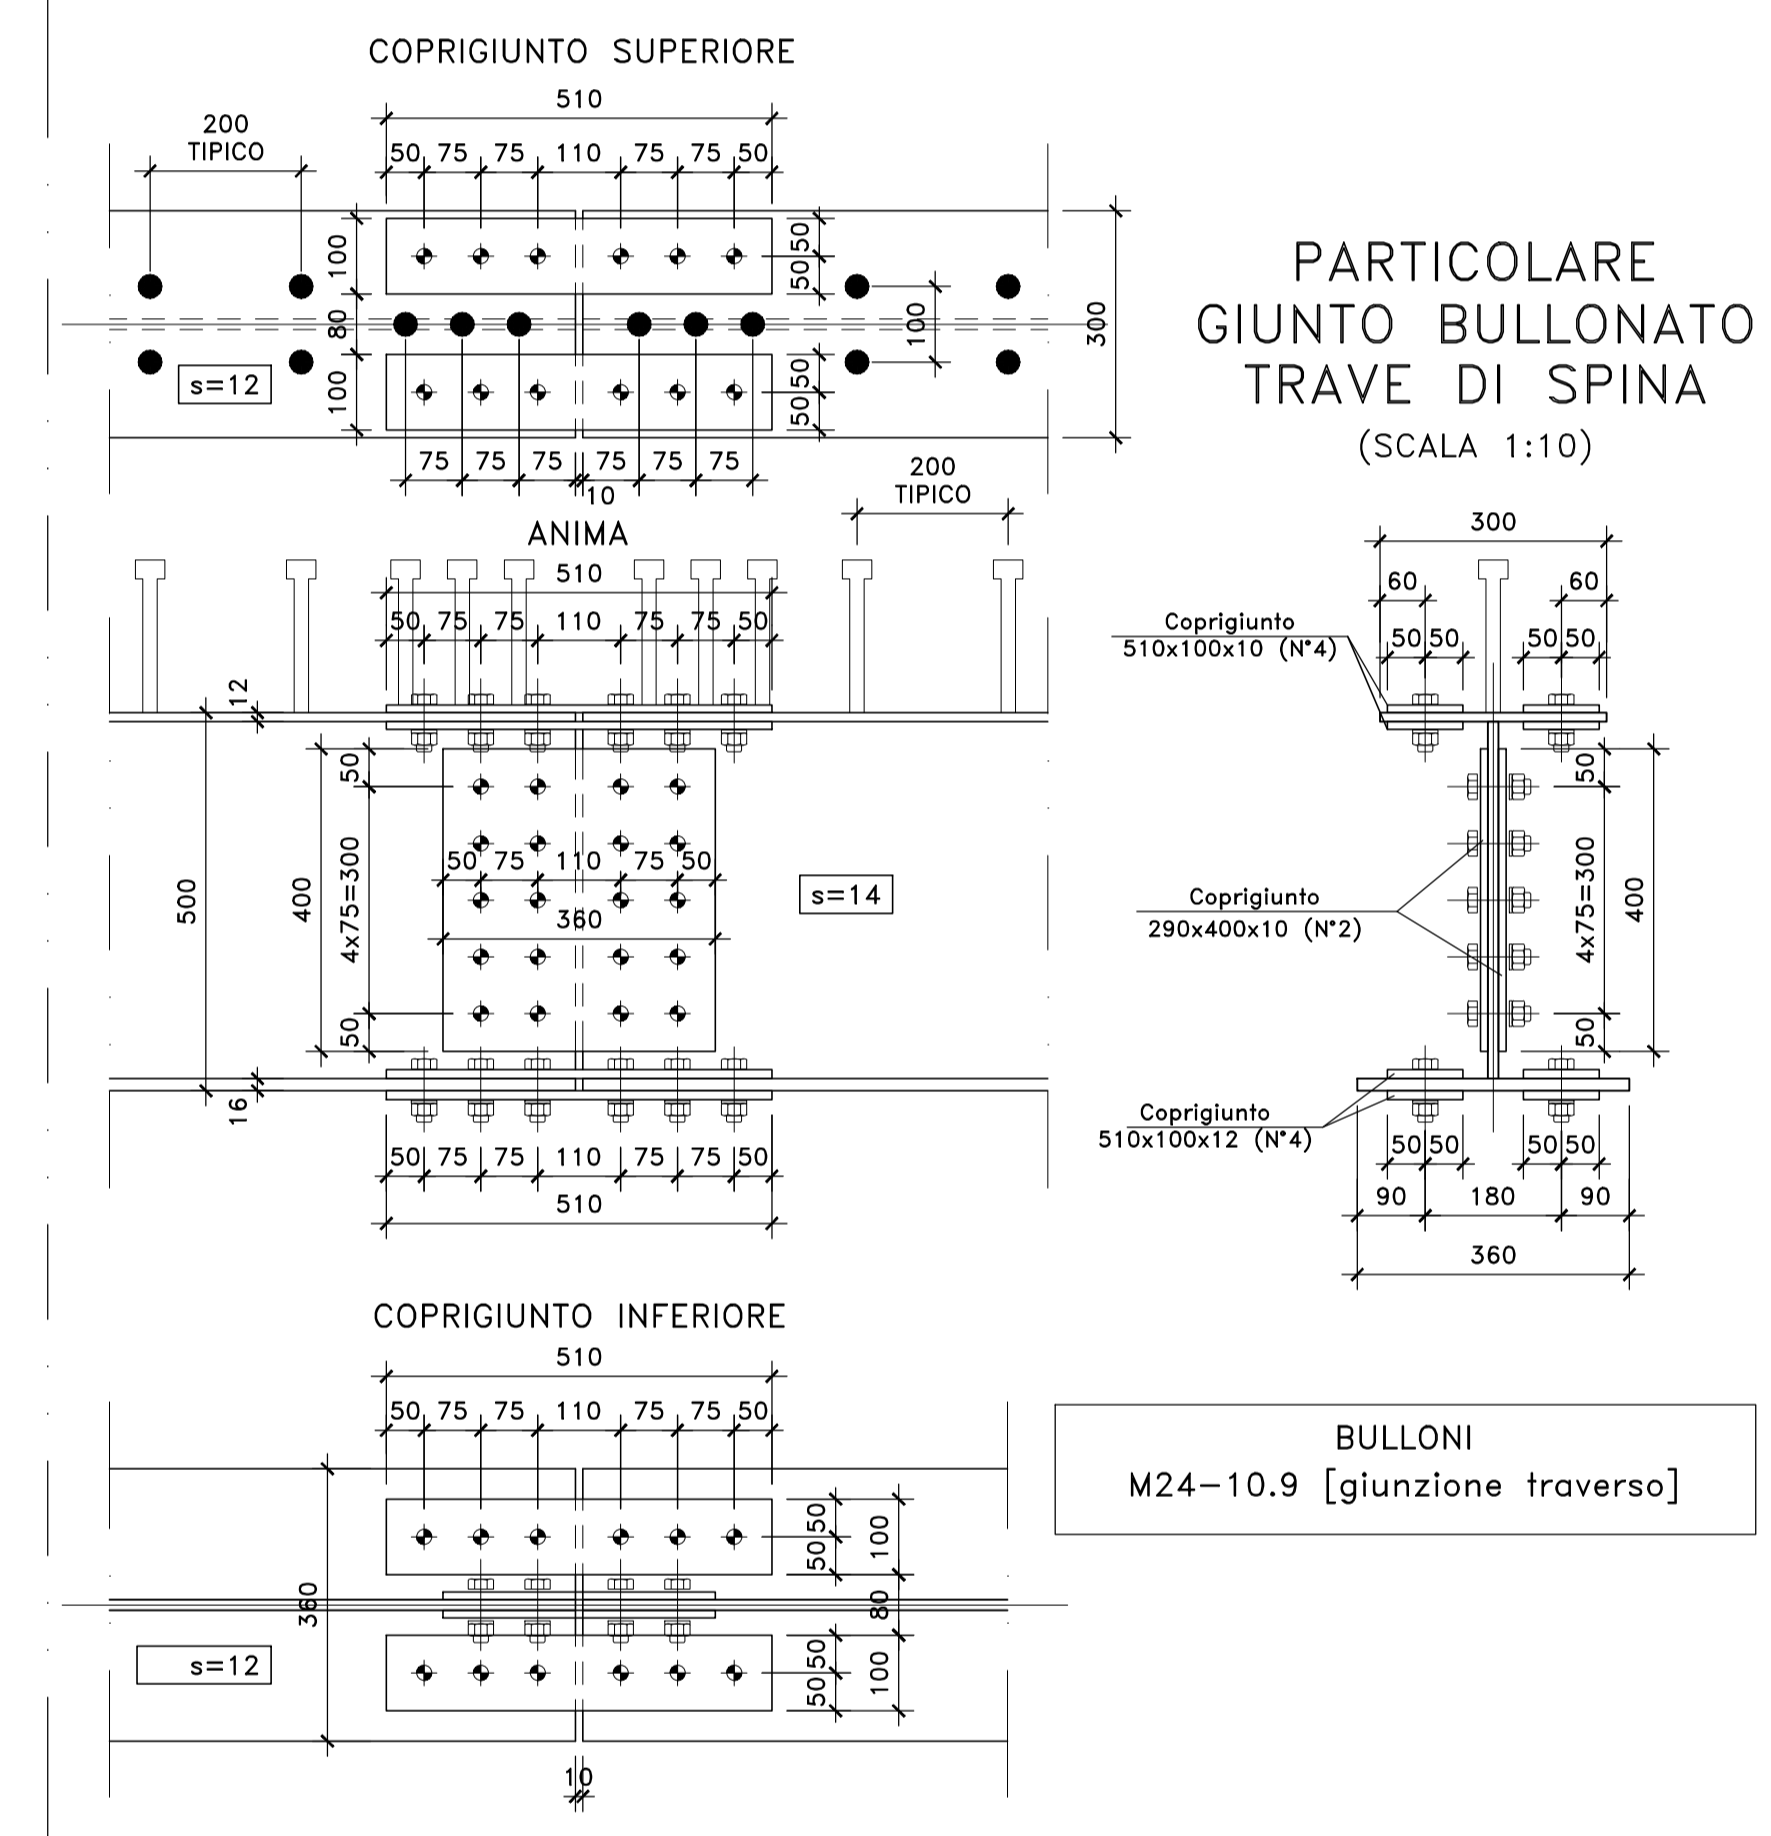 COPRIGIUNTO SUPERIORE
510
200
TIPICO
50 75 75 110 75 75 50
100
80
100
50 50
50 50
100
300
s=12
75 75 75 75 75 75
10
200
TIPICO
PARTICOLARE
GIUNTO BULLONATO
TRAVE DI SPINA
(SCALA 1:10)
ANIMA
510
50 75 75 110 75 75 50
12
500
400
50
4x75=300
50
50 75 110 75 50
360
s=14
16
50 75 75 110 75 75 50
510
300
60 60
50 50 50 50
Coprigiunto
510x100x10 (N°4)
Coprigiunto
290x400x10 (N°2)
50
4x75=300
50
400
Coprigiunto
510x100x12 (N°4)
50 50 50 50
90 180 90
360
COPRIGIUNTO INFERIORE
510
50 75 75 110 75 75 50
360
50 50
100
80
50 50
100
s=12
10
BULLONI
M24-10.9 [giunzione traverso]